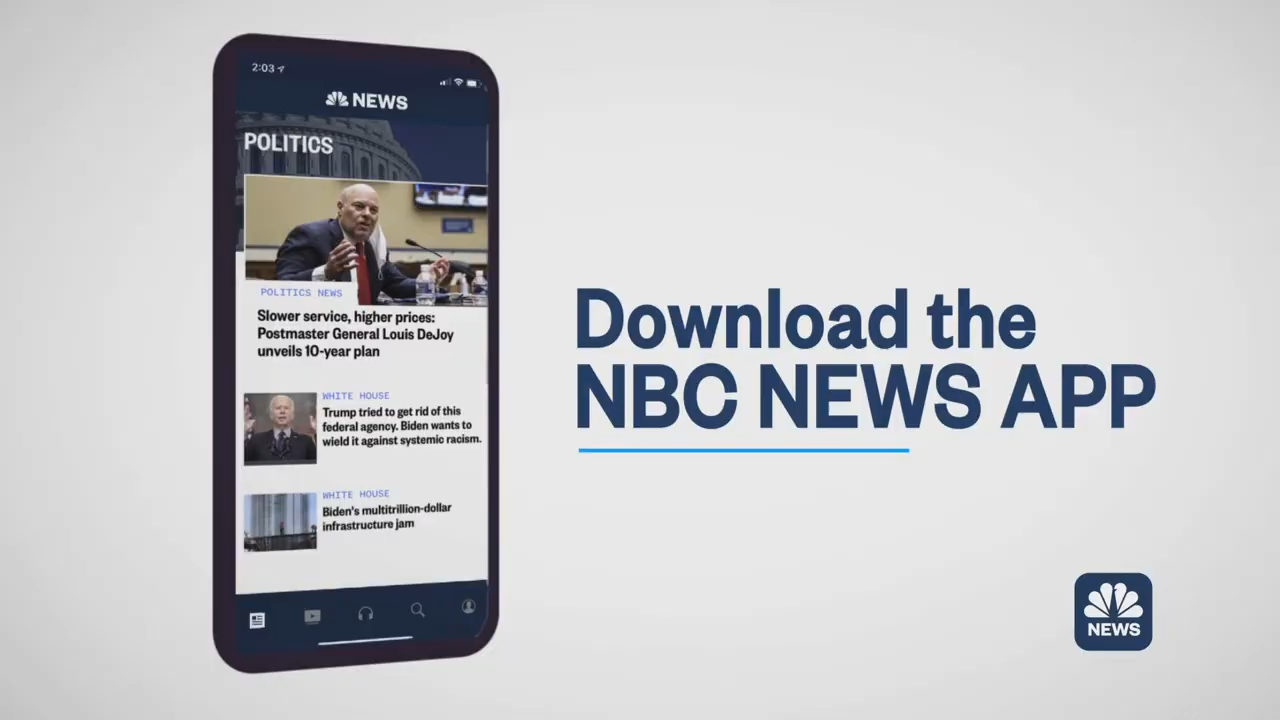 2:03
NEWS
POLITICS
POLITICS NEWS
Slower service, higher prices:
Postmaster General Louis DeJoy
unveils 10-year plan
WHITE HOUSE
Trump tried to get rid of this
federal agency. Biden wants to
wield it against systemic racism.
WHITE HOUSE
Biden's multitrillion-dollar
infrastructure jam
Download the
NBC NEWS APP
NEWS